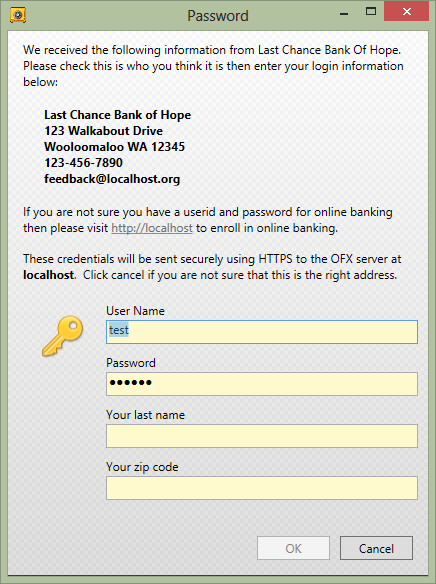 Password
We received the following information from Last Chance Bank Of Hope.
Please check this is who you think it is then enter your login information
below:
Last Chance Bank of Hope
123 Walkabout Drive
Wooloomaloo WA 12345
123-456-7890
feedback@localhost.org
If you are not sure you have a userid and password for online banking
then please visit http://localhost to enroll in online banking.
These credentials will be sent securely using HTTPS to the OFX server at
localhost.  Click cancel if you are not sure that this is the right address.
User Name
test
Password
●●●●●●
Your last name
Your zip code
OK Cancel